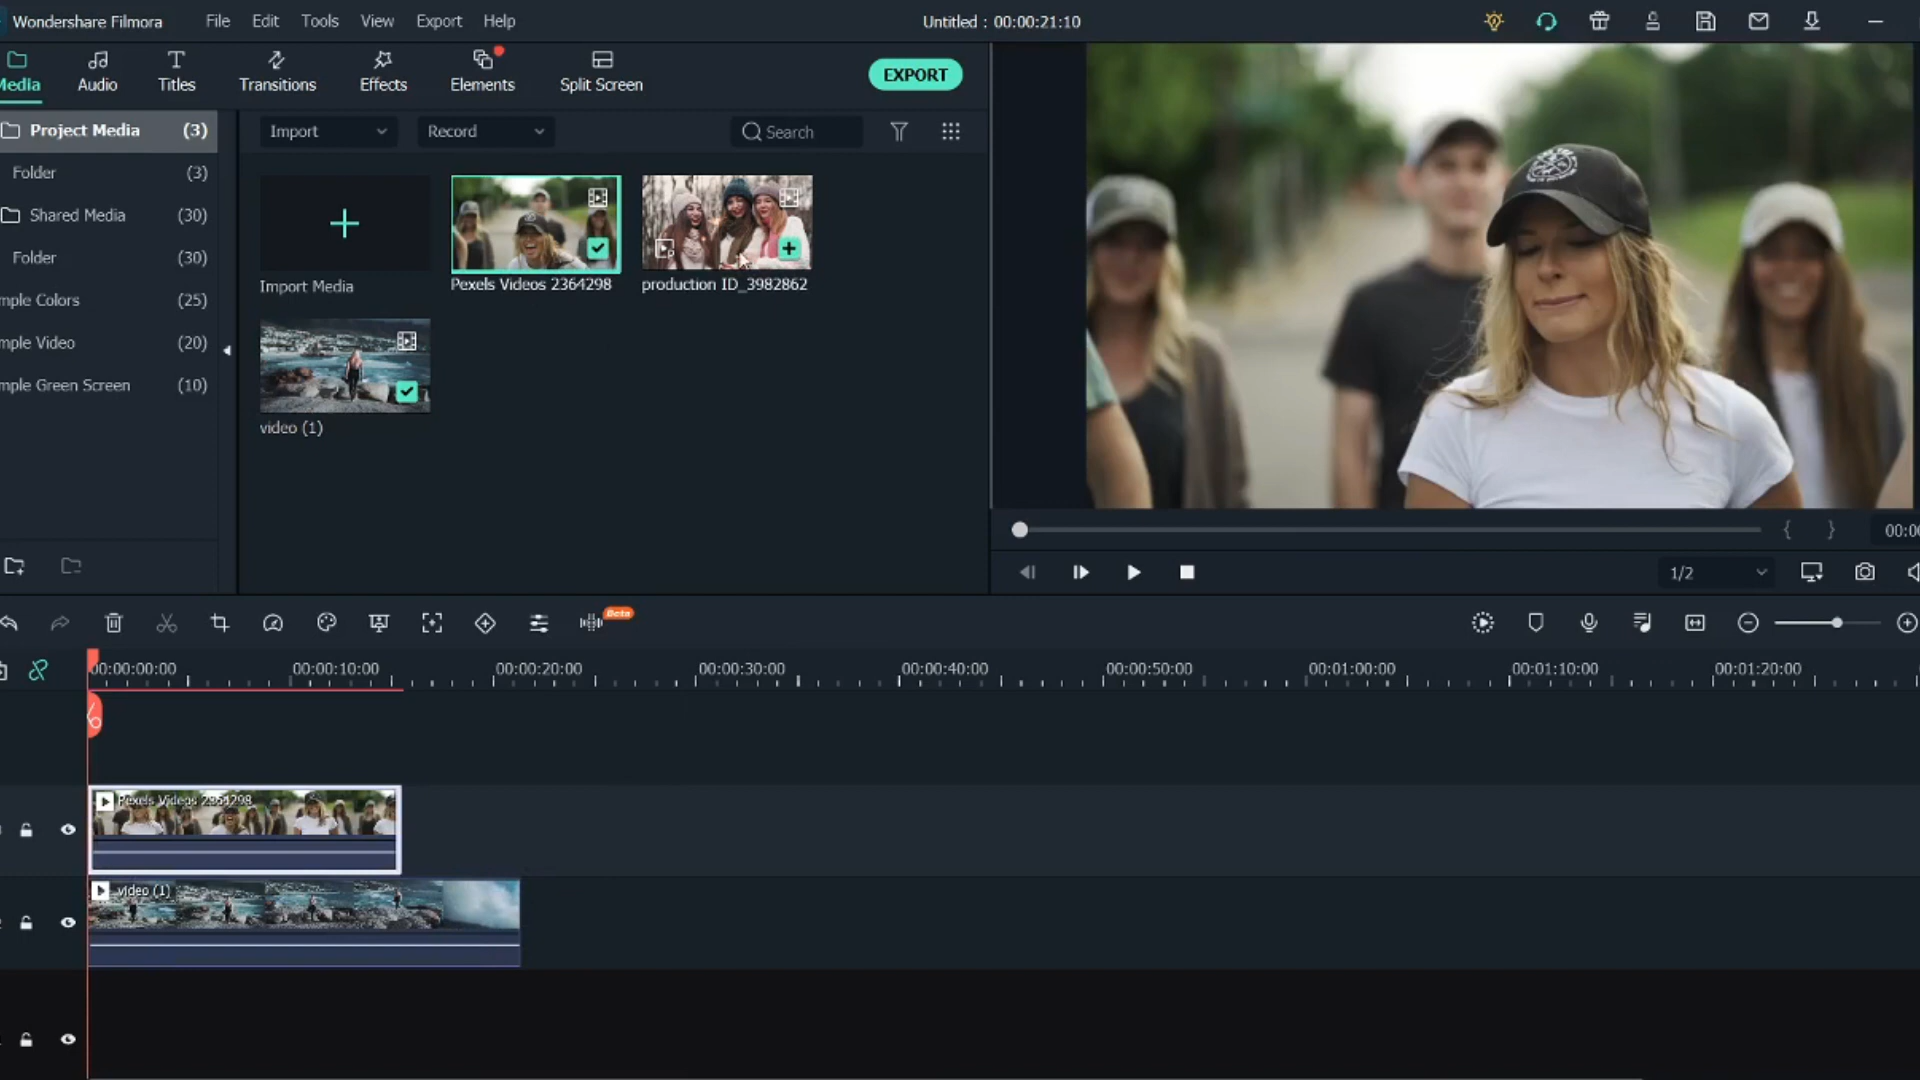 Wondershare Filmora File Edit Tools View Export Help Untitled : 00:00:21:10
Media Audio Titles Transitions Effects Elements Split Screen EXPORT
Project Media (3) Import Record Search
Folder (3)
Shared Media (30)
Folder (30)
mple Colors (25)
mple Video (20)
mple Green Screen (10)
Import Media Pexels Videos 2364298 production ID_3982862
video (1)
00:00
1/2
Beta
00:00:00:00 00:00:10:00 00:00:20:00 00:00:30:00 00:00:40:00 00:00:50:00 00:01:00:00 00:01:10:00 00:01:20:00
Pexels Videos 2364298
video (1)